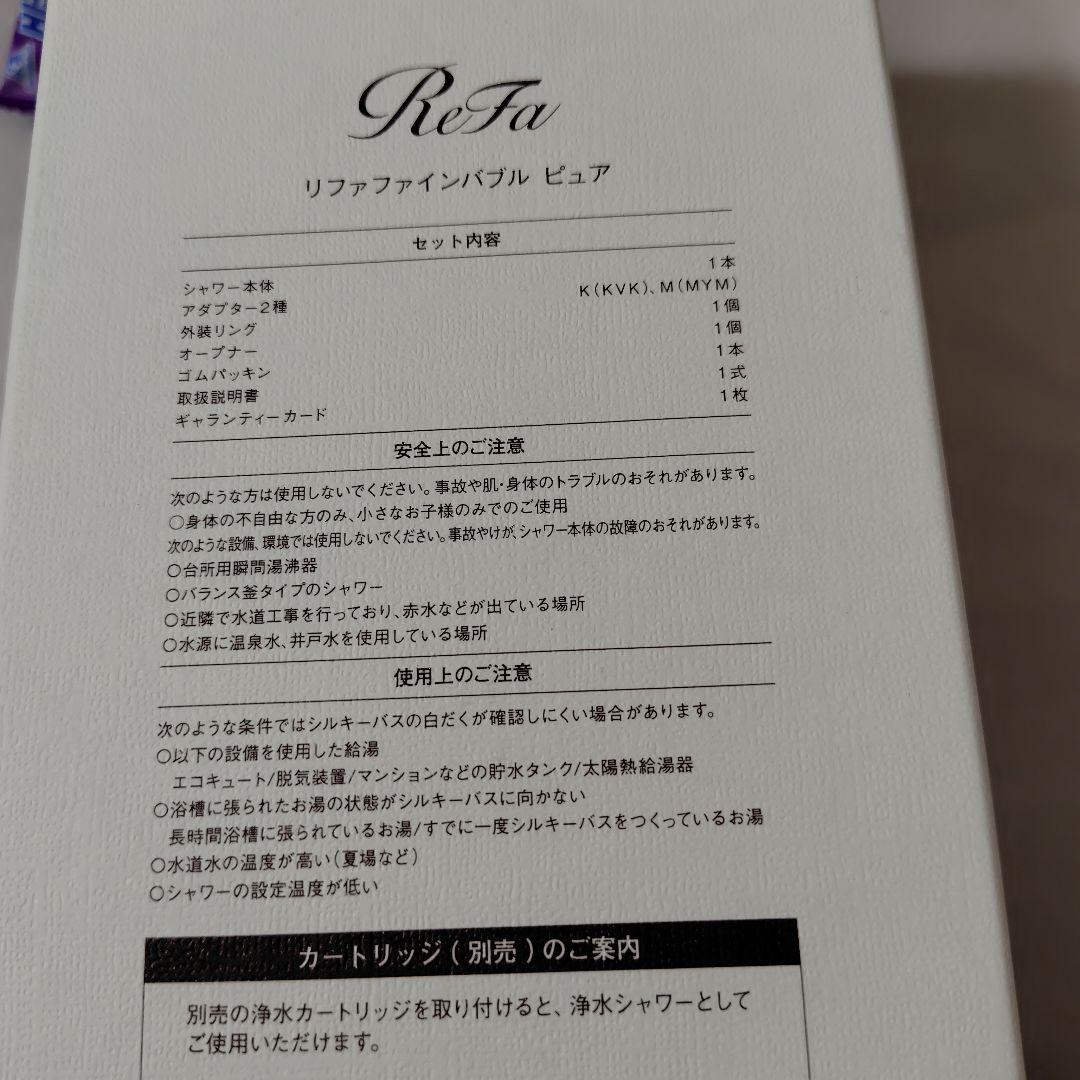 ReFa
リファファインバブル ピュア
セット内容
シャワー本体 1本
アダプター2種 K(KVK)、M(MYM)
外装リング 1個
オープナー 1個
ゴムパッキン 1本
取扱説明書 1式
ギャランティーカード 1枚
安全上のご注意
次のような方は使用しないでください。事故や肌・身体のトラブルのおそれがあります。
○身体の不自由な方のみ、小さなお子様のみでのご使用
次のような設備、環境では使用しないでください。事故やけが、シャワー本体の故障のおそれがあります。
○台所用瞬間湯沸器
○バランス釜タイプのシャワー
○近隣で水道工事を行っており、赤水などが出ている場所
○水源に温泉水、井戸水を使用している場所
使用上のご注意
次のような条件ではシルキーバスの白だくが確認しにくい場合があります。
○以下の設備を使用した給湯
エコキュート/脱気装置/マンションなどの貯水タンク/太陽熱給湯器
○浴槽に張られたお湯の状態がシルキーバスに向かない
長時間浴槽に張られているお湯/すでに一度シルキーバスをつくっているお湯
○水道水の温度が高い(夏場など)
○シャワーの設定温度が低い
カートリッジ(別売)のご案内
別売の浄水カートリッジを取り付けると、浄水シャワーとして
ご使用いただけます。